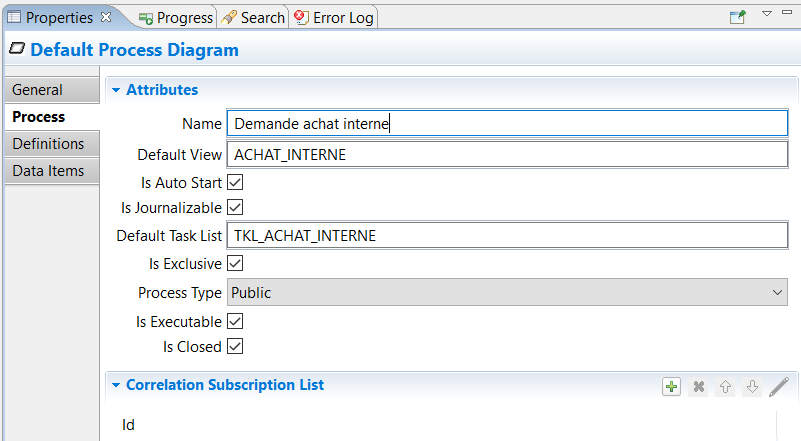 Properties Progress Search Error Log
Default Process Diagram
General
Process
Definitions
Data Items
Attributes
Name Demande achat interne
Default View ACHAT_INTERNE
Is Auto Start
Is Journalizable
Default Task List TKL_ACHAT_INTERNE
Is Exclusive
Process Type Public
Is Executable
Is Closed
Correlation Subscription List
Id